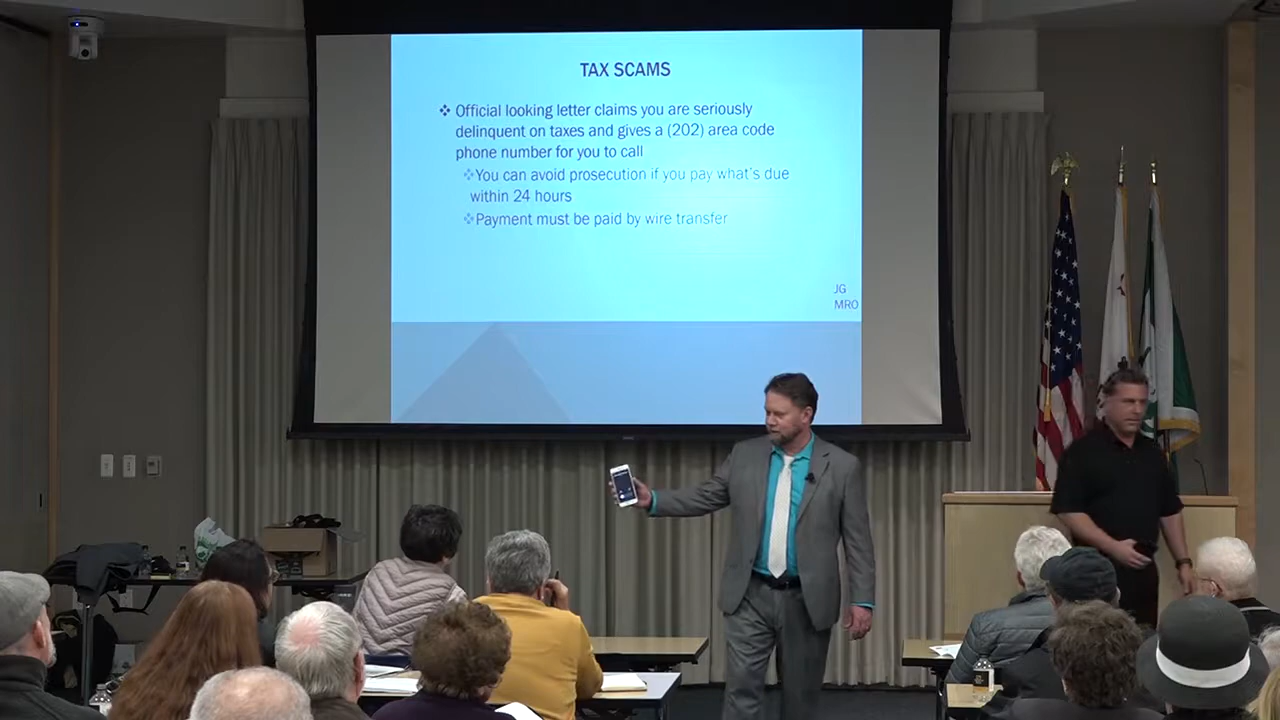 TAX SCAMS
❖ Official looking letter claims you are seriously
delinquent on taxes and gives a (202) area code
phone number for you to call
❖You can avoid prosecution if you pay what's due
within 24 hours
❖Payment must be paid by wire transfer
JG
MRO